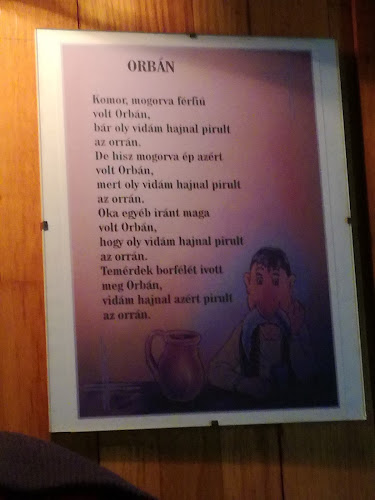 ORBÁN
Komor, mogorva férfiú
volt Orbán,
bár oly vidám hajnal pirult
az orrán.
De hisz mogorva ép azért
volt Orbán,
mert oly vidám hajnal pirult
az orrán.
Oka egyéb iránt maga
volt Orbán,
hogy oly vidám hajnal pirult
az orrán.
Temérdek borfélét ivott
meg Orbán,
vidám hajnal azért pirult
az orrán.